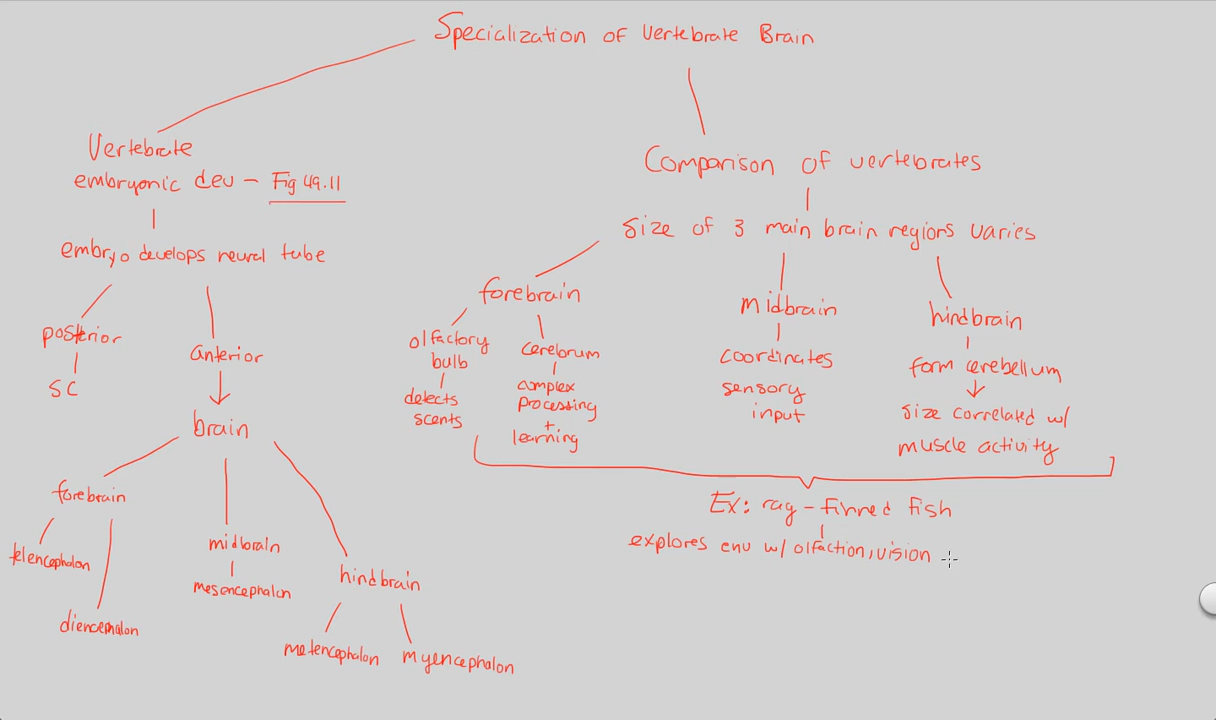 Specialization of Vertebrate Brain
Vertebrate
embryonic dev - Fig 49.11
embryo develops neural tube
posterior
SC
anterior
brain
forebrain
telencephalon
diencephalon
midbrain
mesencephalon
hindbrain
metencephalon
myencephalon
Comparison of vertebrates
size of 3 main brain regions varies
forebrain
olfactory
bulb
detects
scents
cerebrum
complex
processing
+
learning
midbrain
coordinates
sensory
input
hindbrain
form cerebellum
size correlated w/
muscle activity
Ex: rag-finned fish
explores env w/ olfaction, vision